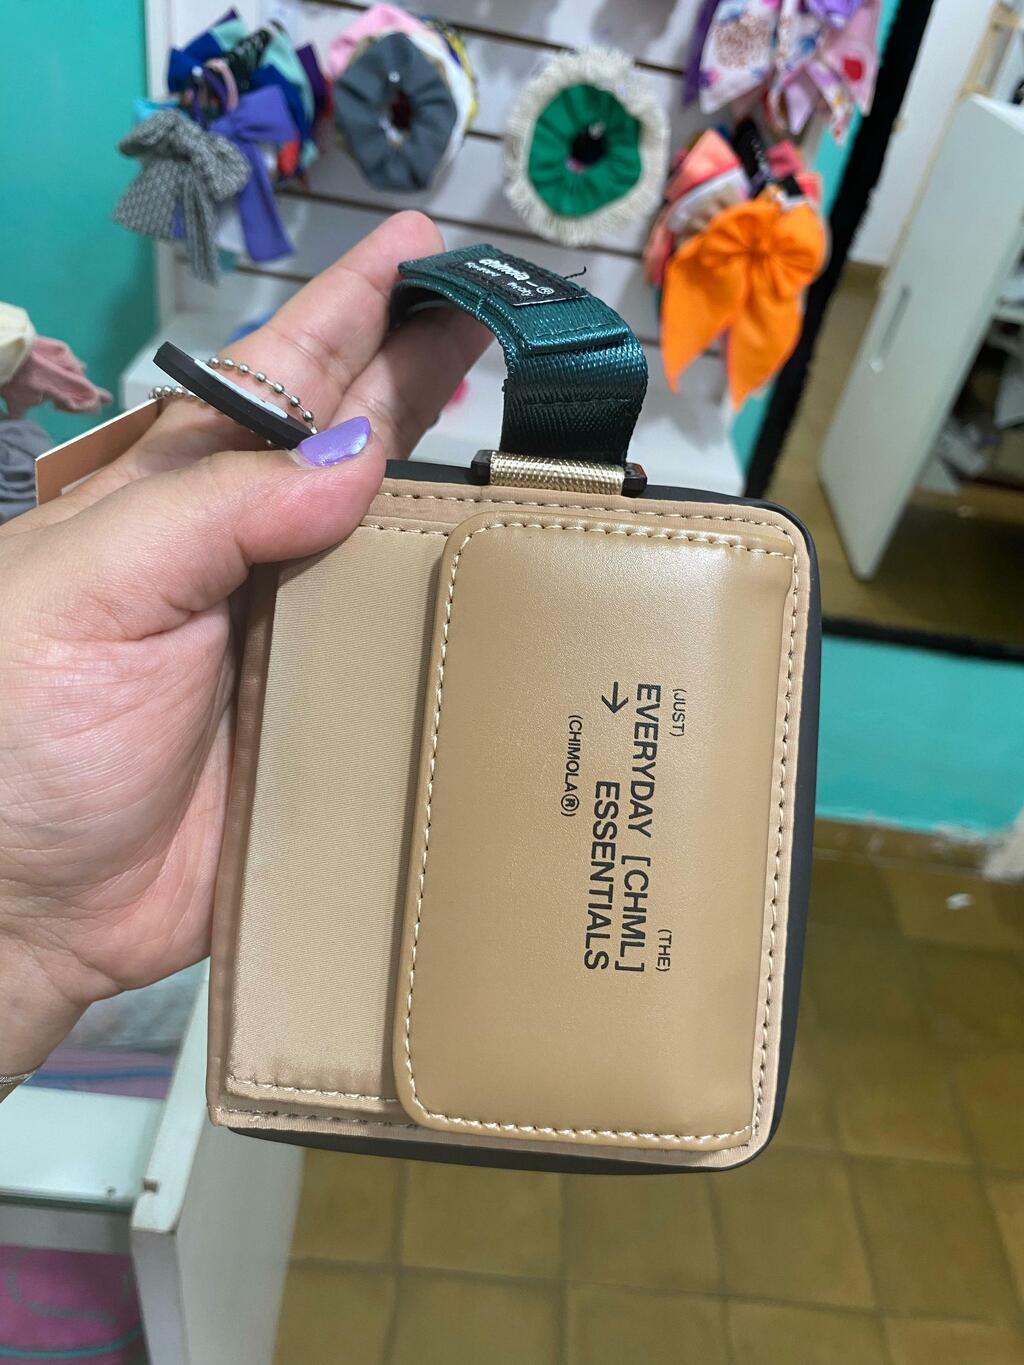 (JUST) (THE)
EVERYDAY [CHML]
→ ESSENTIALS
(CHIMOLA®)